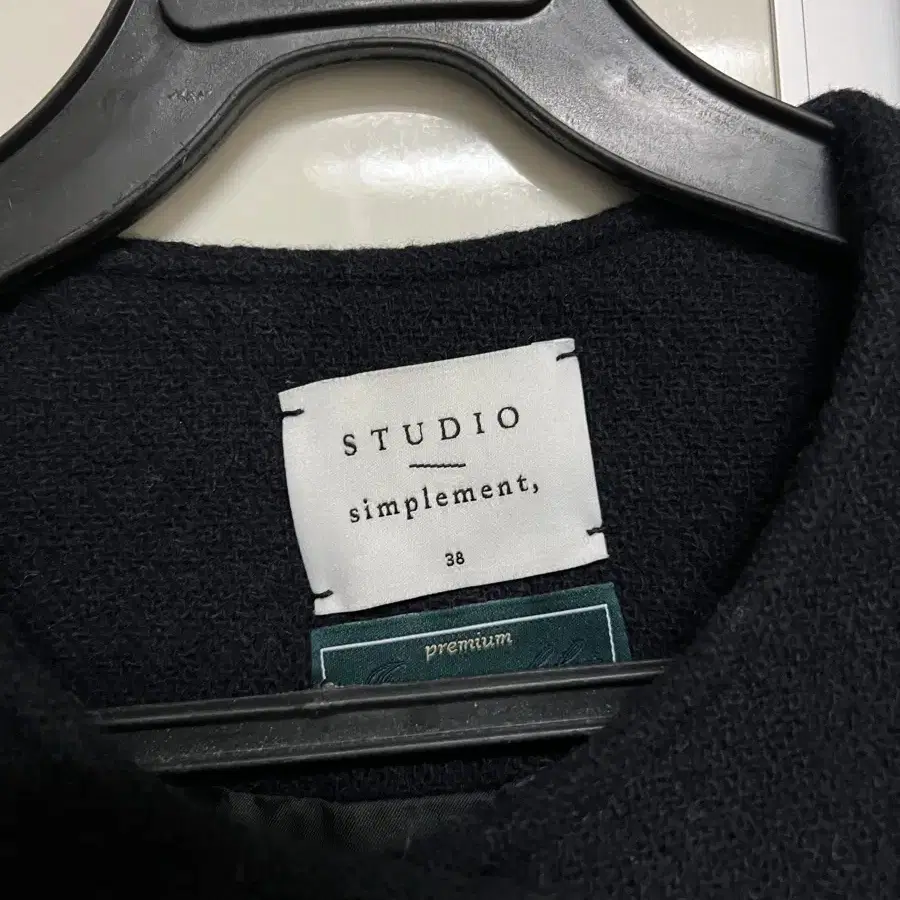 STUDIO
simplement,
38
premium